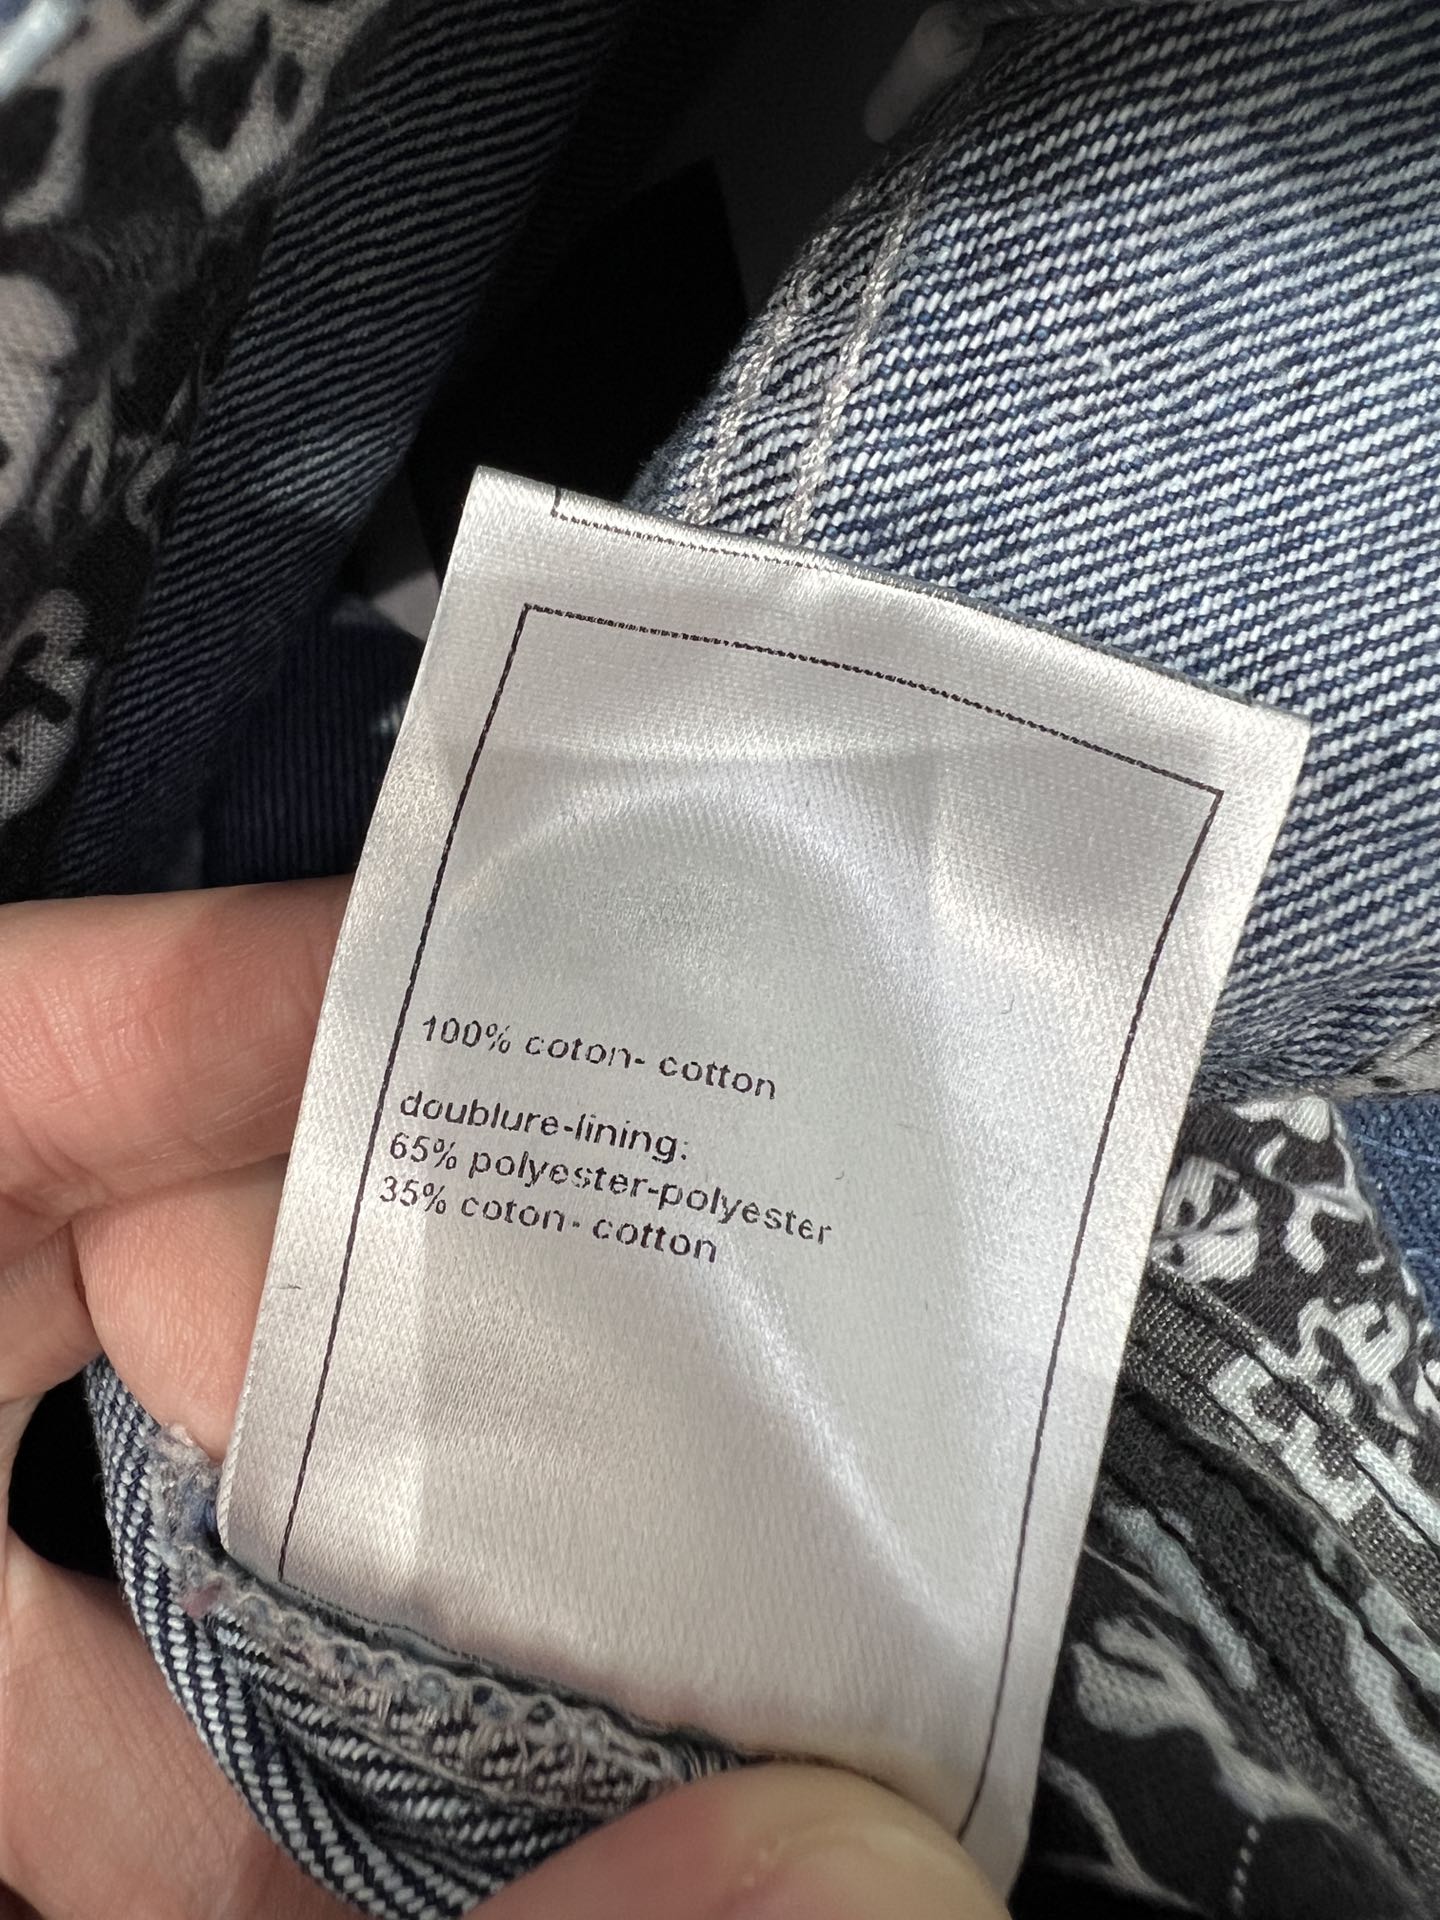 100% coton- cotton
doublure-lining:
65% polyester-polyester
35% coton- cotton